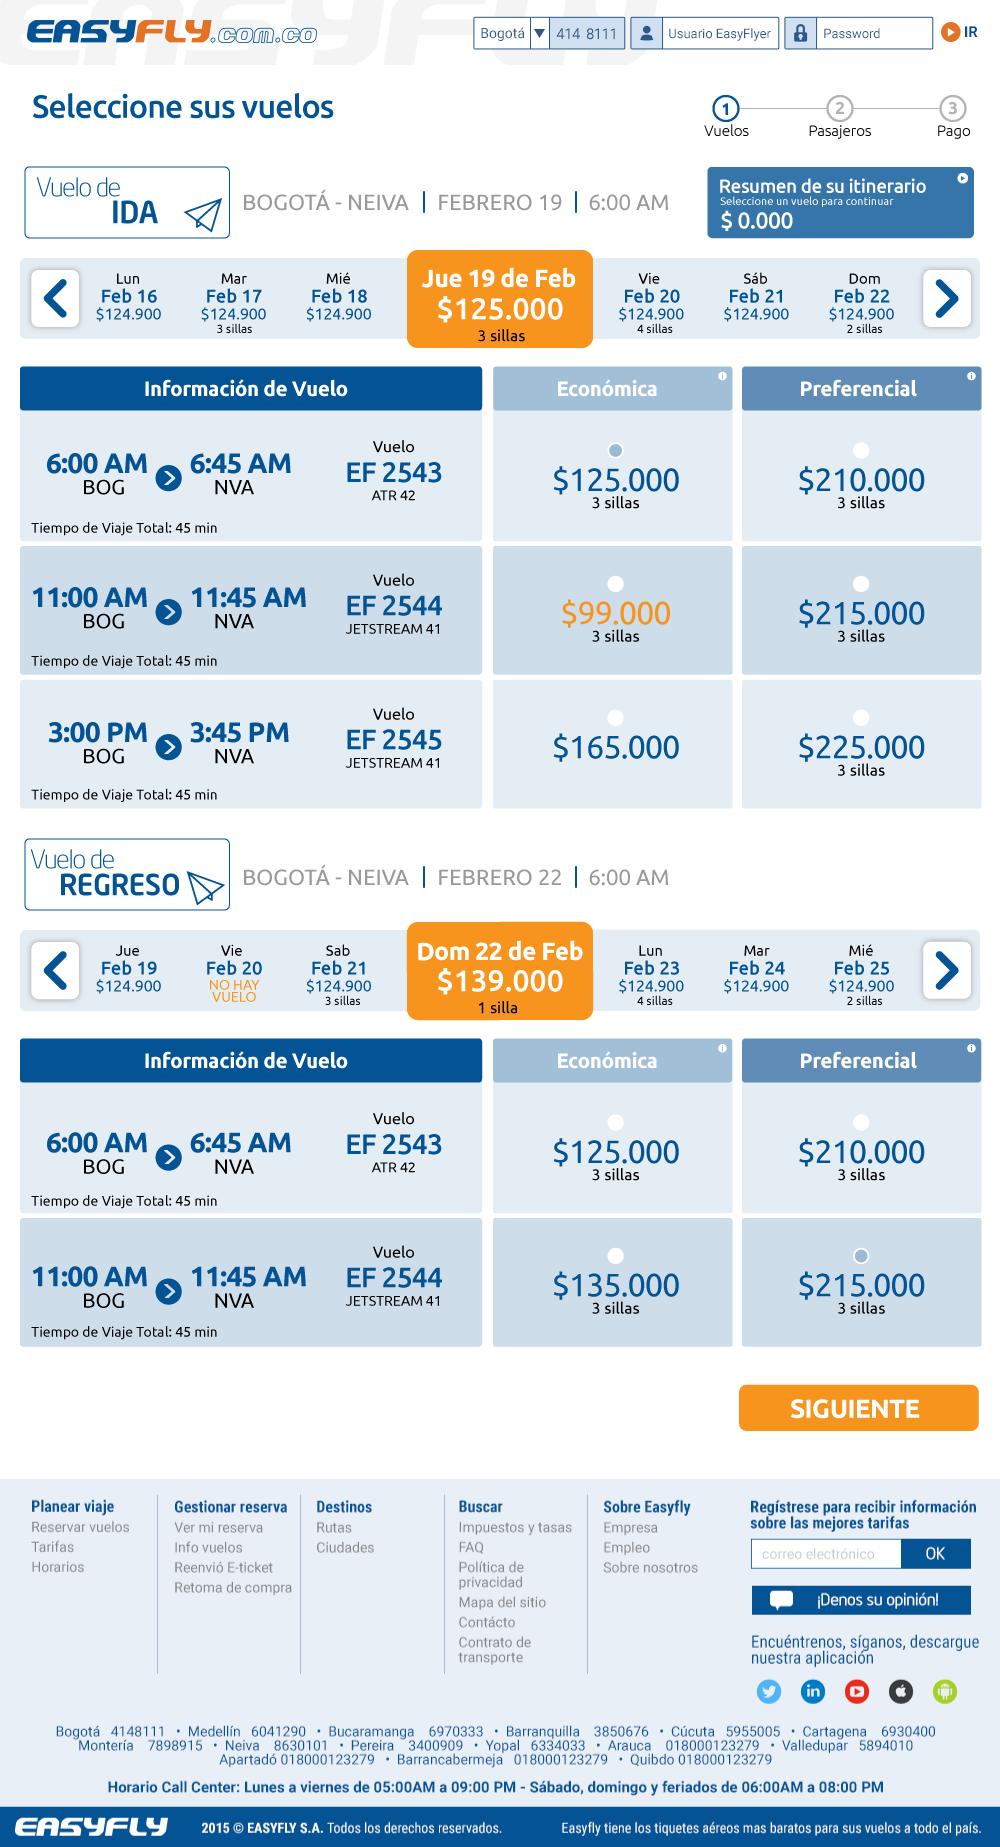 EASYFLY.com.co
Bogotá 414 8111 Usuario EasyFlyer Password IR
Seleccione sus vuelos
1 2 3
Vuelos Pasajeros Pago
Vuelo de
IDA
BOGOTÁ - NEIVA | FEBRERO 19 | 6:00 AM
Resumen de su itinerario
Seleccione un vuelo para continuar
$ 0.000
Lun Mar Mié Jue 19 de Feb Vie Sáb Dom
Feb 16 Feb 17 Feb 18 $125.000 Feb 20 Feb 21 Feb 22
$124.900 $124.900 $124.900 $124.900 $124.900 $124.900
3 sillas 3 sillas 4 sillas 2 sillas
Información de Vuelo Económica Preferencial
Vuelo
6:00 AM 6:45 AM EF 2543 $125.000 $210.000
BOG NVA ATR 42 3 sillas 3 sillas
Tiempo de Viaje Total: 45 min
Vuelo
11:00 AM 11:45 AM EF 2544 $99.000 $215.000
BOG NVA JETSTREAM 41 3 sillas 3 sillas
Tiempo de Viaje Total: 45 min
Vuelo
3:00 PM 3:45 PM EF 2545 $165.000 $225.000
BOG NVA JETSTREAM 41 3 sillas
Tiempo de Viaje Total: 45 min
Vuelo de
REGRESO
BOGOTÁ - NEIVA | FEBRERO 22 | 6:00 AM
Jue Vie Sab Dom 22 de Feb Lun Mar Mié
Feb 19 Feb 20 Feb 21 $139.000 Feb 23 Feb 24 Feb 25
$124.900 NO HAY $124.900 $124.900 $124.900 $124.900
VUELO 3 sillas 1 silla 4 sillas 2 sillas
Información de Vuelo Económica Preferencial
Vuelo
6:00 AM 6:45 AM EF 2543 $125.000 $210.000
BOG NVA ATR 42 3 sillas 3 sillas
Tiempo de Viaje Total: 45 min
Vuelo
11:00 AM 11:45 AM EF 2544 $135.000 $215.000
BOG NVA JETSTREAM 41 3 sillas 3 sillas
Tiempo de Viaje Total: 45 min
SIGUIENTE
Planear viaje
Reservar vuelos
Tarifas
Horarios
Gestionar reserva
Ver mi reserva
Info vuelos
Reenvió E-ticket
Retoma de compra
Destinos
Rutas
Ciudades
Buscar
Impuestos y tasas
FAQ
Política de
privacidad
Mapa del sitio
Contácto
Contrato de
transporte
Sobre Easyfly
Empresa
Empleo
Sobre nosotros
Regístrese para recibir información
sobre las mejores tarifas
correo electrónico OK
¡Denos su opinión!
Encuéntrenos, síganos, descargue
nuestra aplicación
in
Bogotá 4148111 • Medellín 6041290 • Bucaramanga 6970333 • Barranquilla 3850676 • Cúcuta 5955005 • Cartagena 6930400
Montería 7898915 • Neiva 8630101 • Pereira 3400909 • Yopal 6334033 • Arauca 018000123279 • Valledupar 5894010
Apartadó 018000123279 • Barrancabermeja 018000123279 • Quibdo 018000123279
Horario Call Center: Lunes a viernes de 05:00AM a 09:00 PM - Sábado, domingo y feriados de 06:00AM a 08:00 PM
EASYFLY 2015 © EASYFLY S.A. Todos los derechos reservados. Easyfly tiene los tiquetes aéreos mas baratos para sus vuelos a todo el país.